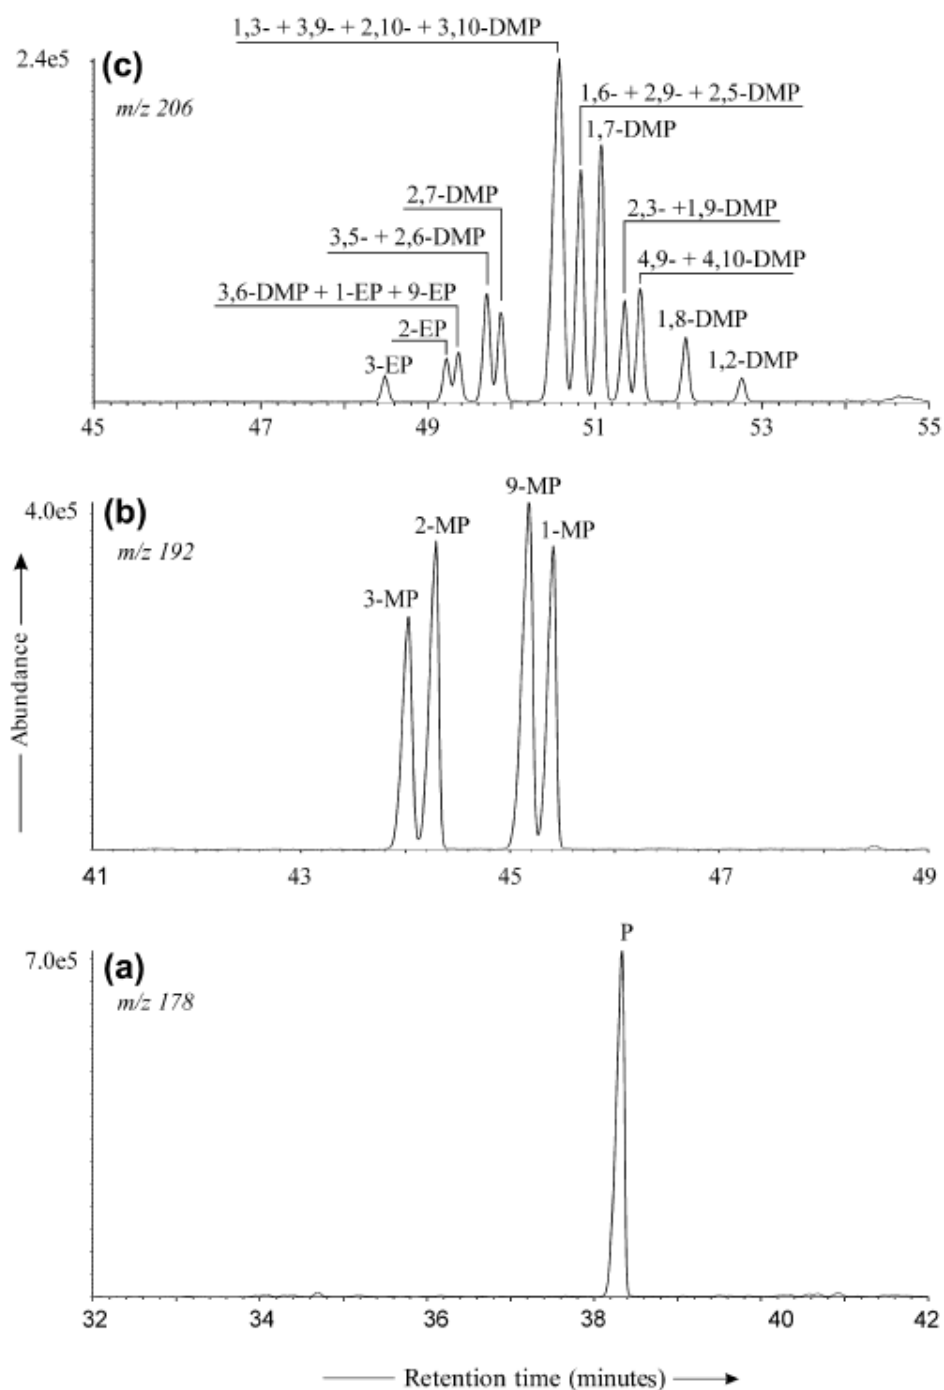 1,3- + 3,9- + 2,10- + 3,10-DMP
2.4e5
(c)
m/z 206
1,6- + 2,9- + 2,5-DMP
1,7-DMP
2,7-DMP
2,3- +1,9-DMP
3,5- + 2,6-DMP
4,9- + 4,10-DMP
3,6-DMP + 1-EP + 9-EP
1,8-DMP
2-EP
3-EP
1,2-DMP
45 47 49 51 53 55
9-MP
4.0e5
(b)
m/z 192
2-MP
1-MP
3-MP
Abundance
41 43 45 47 49
P
7.0e5
(a)
m/z 178
32 34 36 38 40 42
Retention time (minutes)